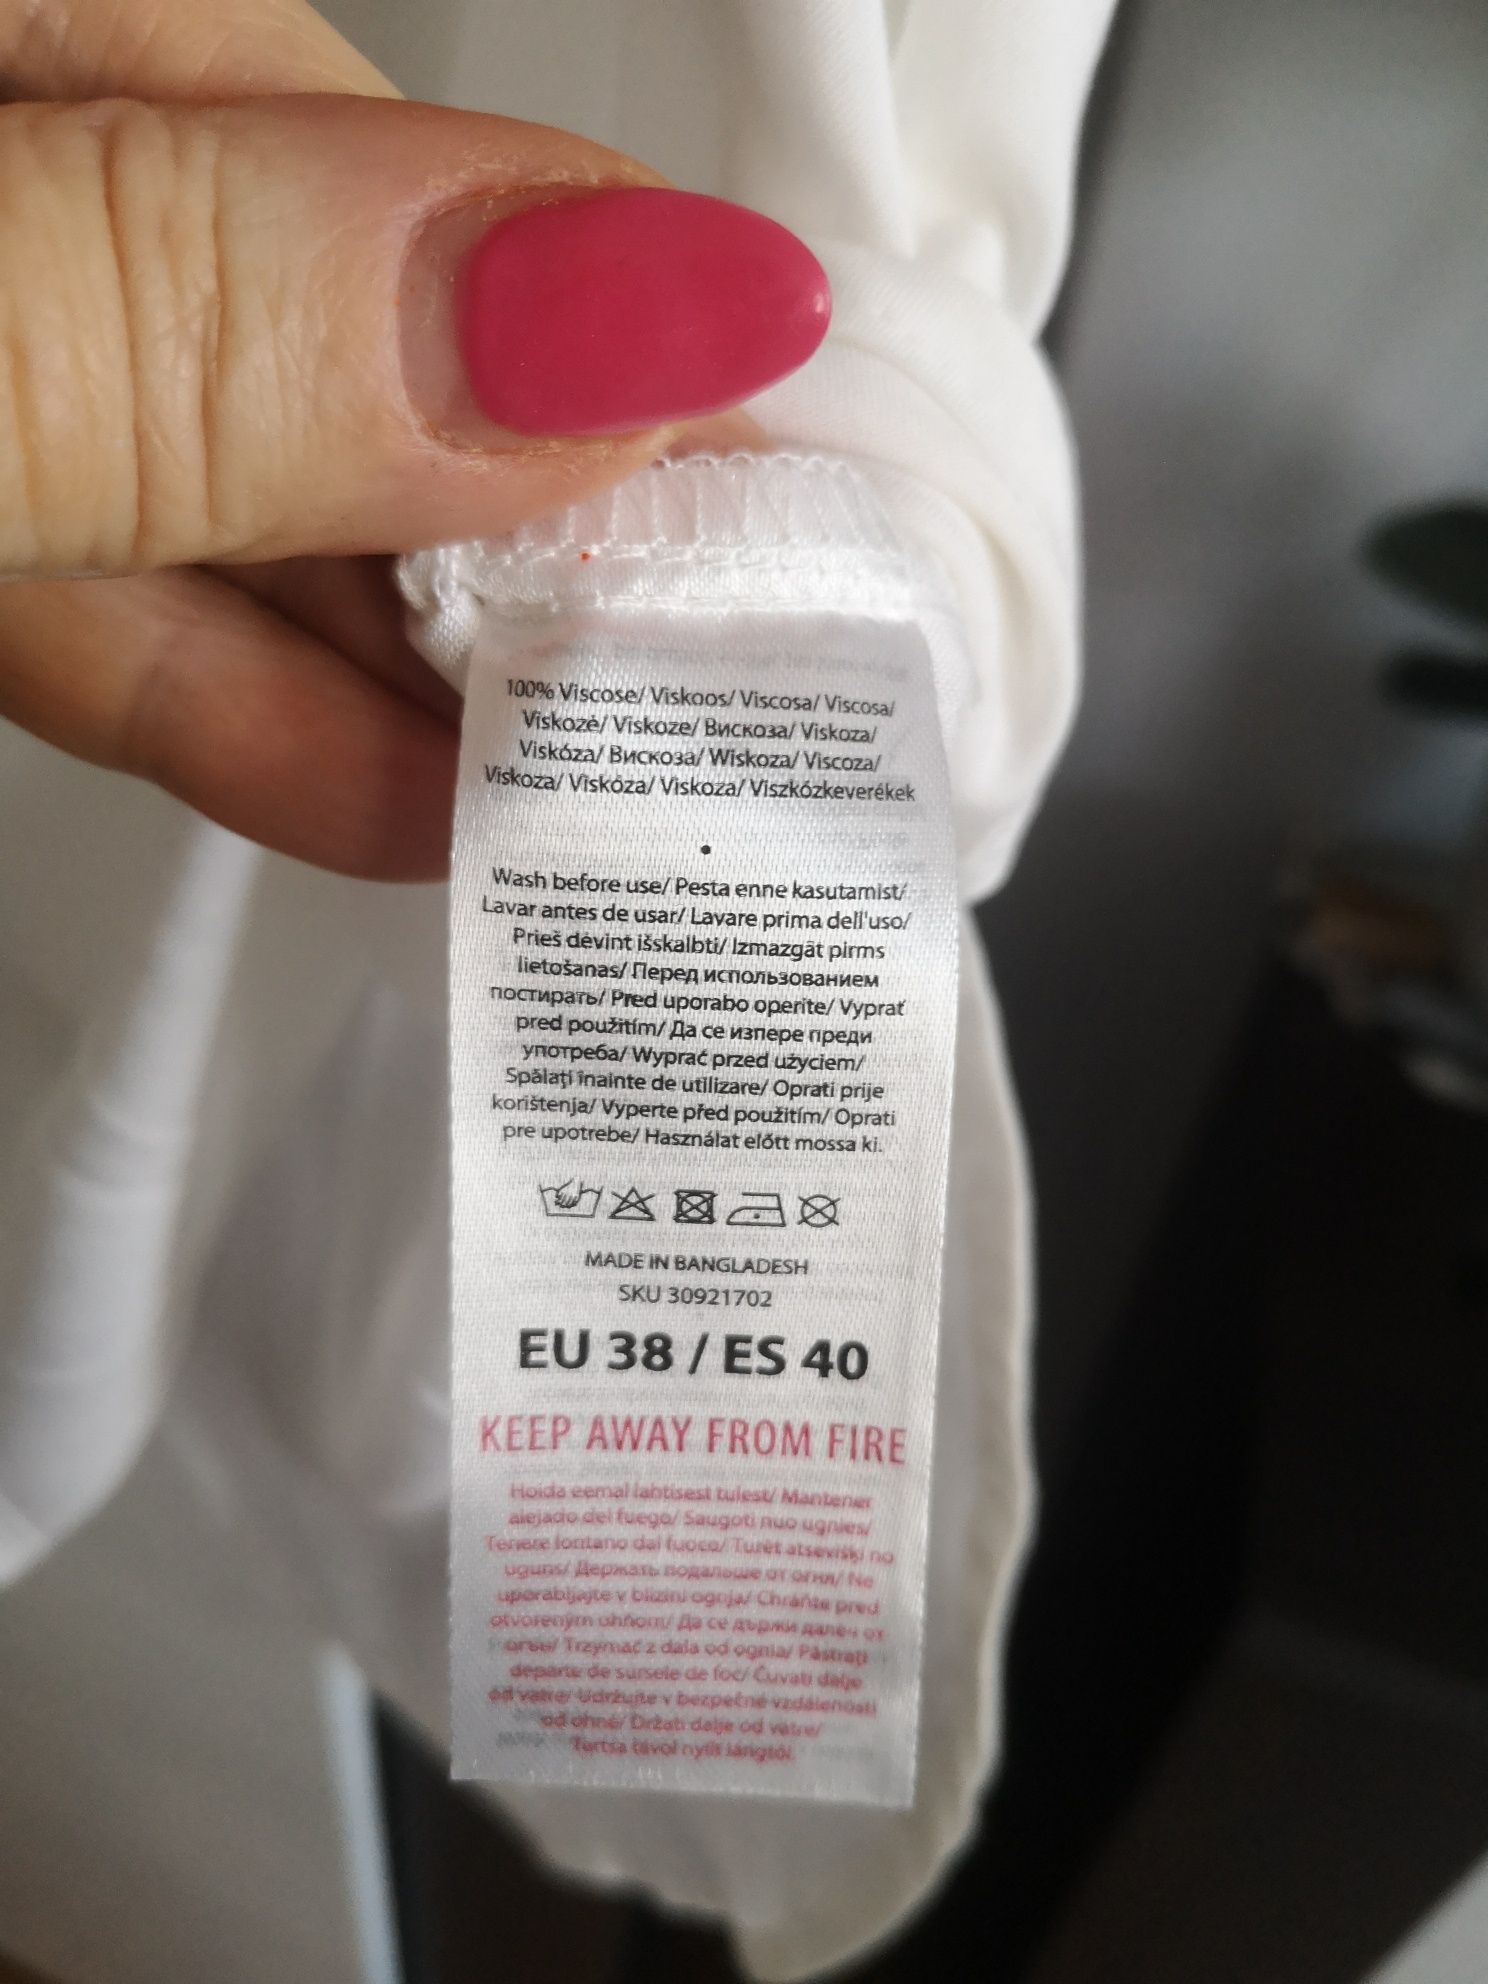 100% Viscose/ Viskoos/ Viscosa/ Viscosa/
Viskozė/ Viskoze/ Вискоза/ Viskoza/
Viskóza/ Вискоза/ Wiskoza/ Viscoza/
Viskoza/ Viskóza/ Viskoza/ Viszkózkeverékek
•
Wash before use/ Pesta enne kasutamist/
Lavar antes de usar/ Lavare prima dell'uso/
Prieš dėvint išskalbti/ Izmazgāt pirms
lietošanas/ Перед использованием
постирать/ Pred uporabo operite/ Vyprať
pred použitím/ Да се изпере преди
употреба/ Wyprać przed użyciem/
Spălați înainte de utilizare/ Oprati prije
korištenja/ Vyperte před použitím/ Oprati
pre upotrebe/ Használat előtt mossa ki.
MADE IN BANGLADESH
SKU 30921702
EU 38 / ES 40
KEEP AWAY FROM FIRE
Hoida eemal lahtisest tulest/ Mantener
alejado del fuego/ Saugoti nuo ugnies/
Tenere lontano dal fuoco/ Turēt atsevišķi no
uguns/ Держать подальше от огня/ Ne
uporabljajte v bližini ognja/ Chráňte pred
otvoreným ohňom/ Да се държи далеч от
Trzymać z dala od ognia/ Păstrați
departe de sursele de foc/ Čuvati dalje
od vatre/ Udržujte v bezpečné vzdálenosti
od ohně/ Držati dalje od vatre/
Tartsa távol nyílt lángtól.